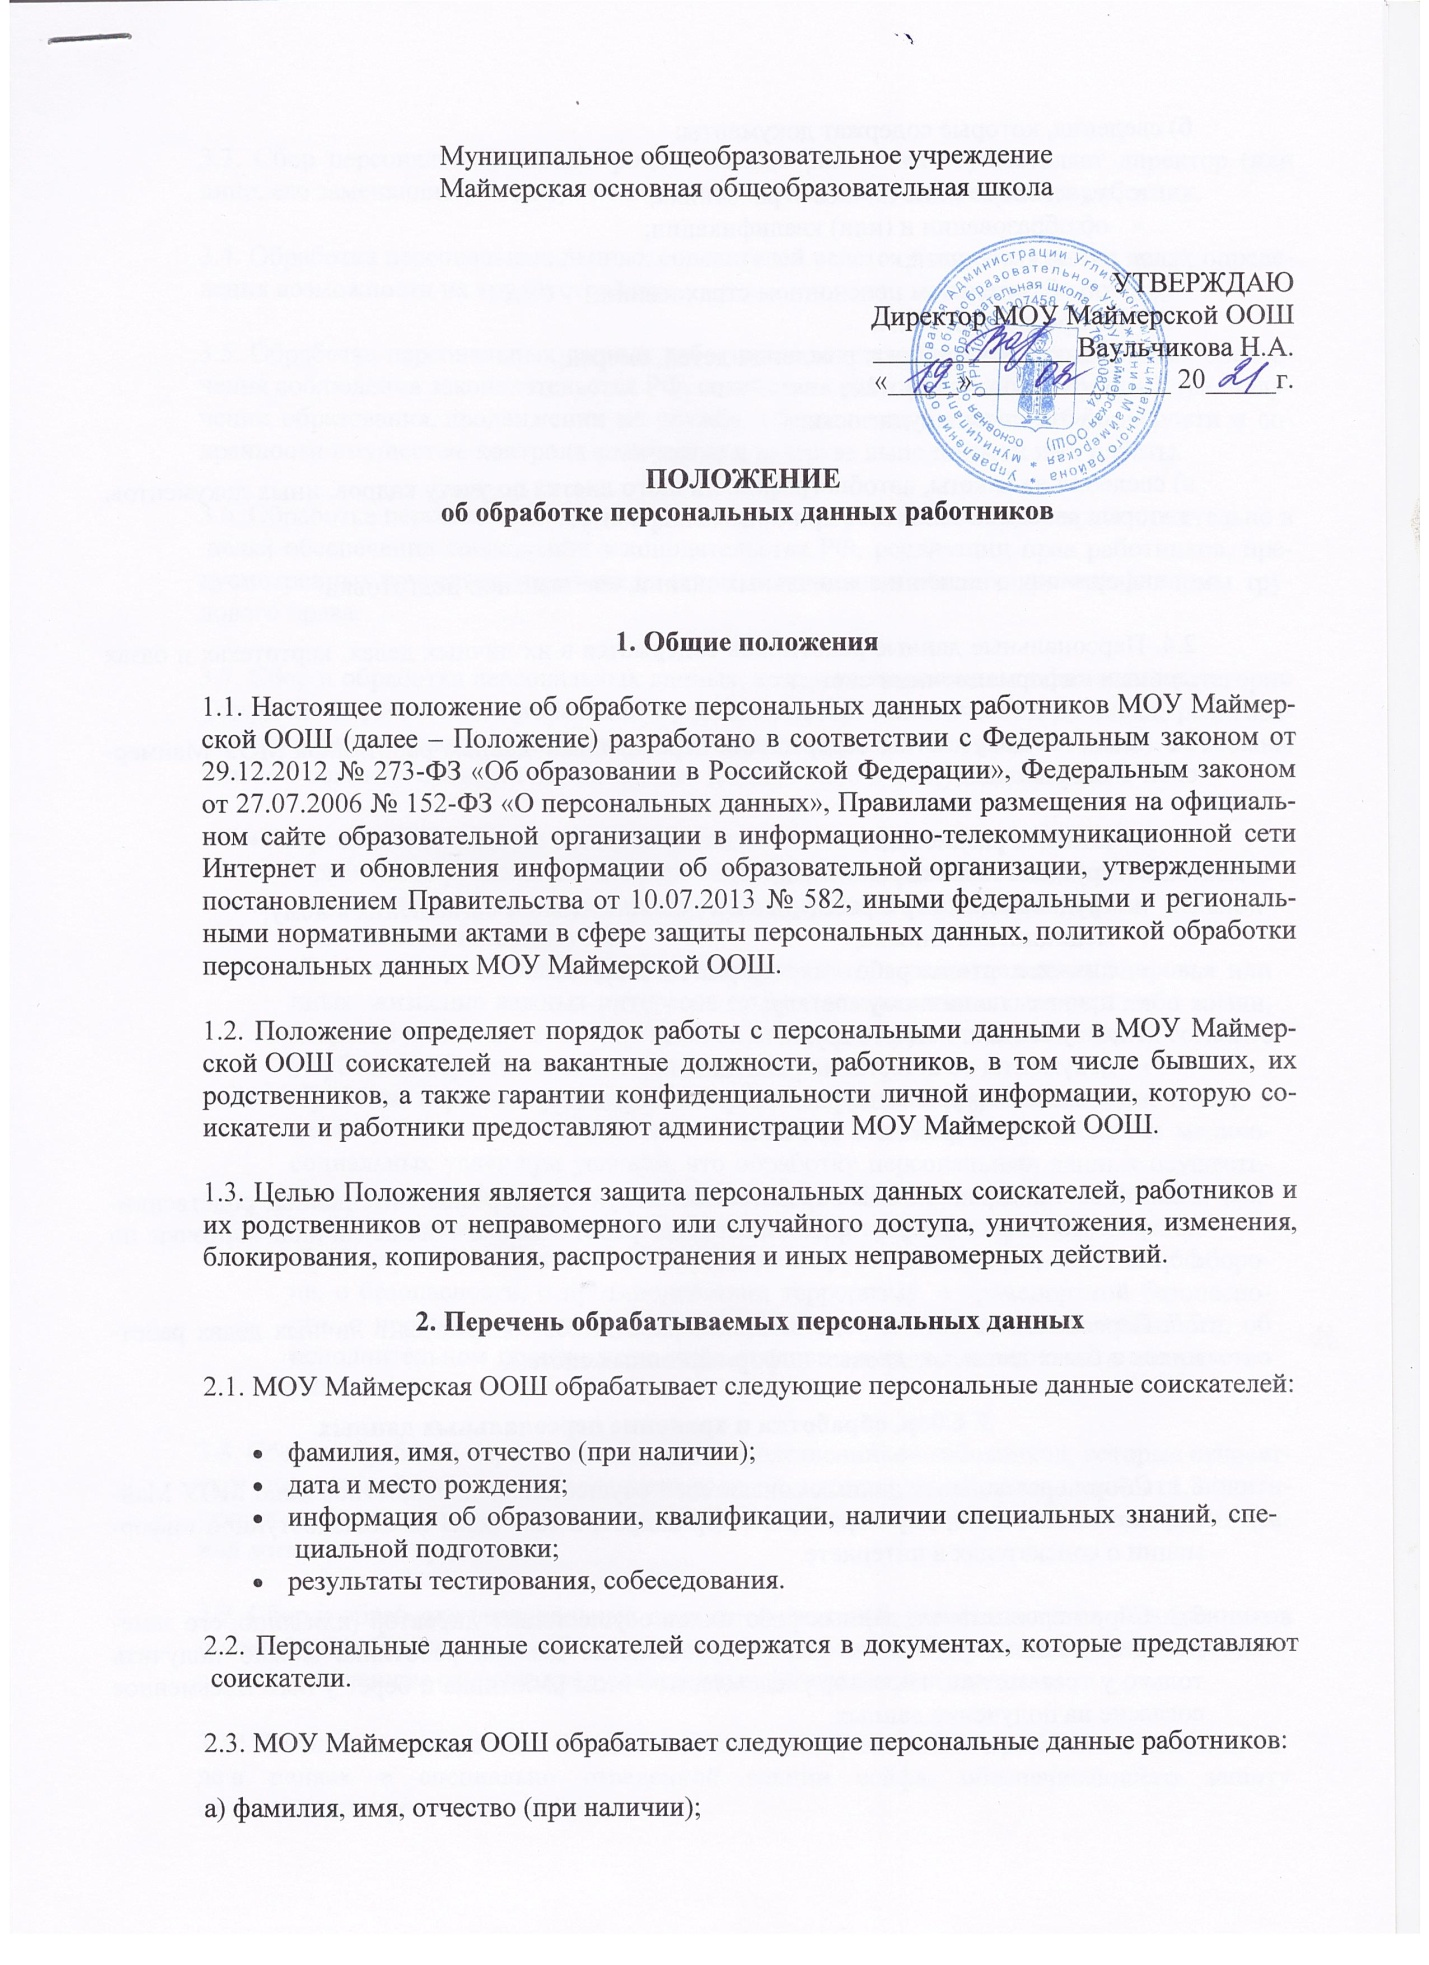 Муниципальное общеобразовательное учреждение
Маймерская основная общеобразовательная школа
УТВЕРЖДАЮ
Директор МОУ Маймерской ООШ
Ваульчикова Н.А.
« 19 » 02 20 21 г.
ПОЛОЖЕНИЕ
об обработке персональных данных работников
1. Общие положения
1.1. Настоящее положение об обработке персональных данных работников МОУ Маймер-
ской ООШ (далее – Положение) разработано в соответствии с Федеральным законом от
29.12.2012 № 273-ФЗ «Об образовании в Российской Федерации», Федеральным законом
от 27.07.2006 № 152-ФЗ «О персональных данных», Правилами размещения на официаль-
ном сайте образовательной организации в информационно-телекоммуникационной сети
Интернет и обновления информации об образовательной организации, утвержденными
постановлением Правительства от 10.07.2013 № 582, иными федеральными и региональ-
ными нормативными актами в сфере защиты персональных данных, политикой обработки
персональных данных МОУ Маймерской ООШ.
1.2. Положение определяет порядок работы с персональными данными в МОУ Маймер-
ской ООШ соискателей на вакантные должности, работников, в том числе бывших, их
родственников, а также гарантии конфиденциальности личной информации, которую со-
искатели и работники предоставляют администрации МОУ Маймерской ООШ.
1.3. Целью Положения является защита персональных данных соискателей, работников и
их родственников от неправомерного или случайного доступа, уничтожения, изменения,
блокирования, копирования, распространения и иных неправомерных действий.
2. Перечень обрабатываемых персональных данных
2.1. МОУ Маймерская ООШ обрабатывает следующие персональные данные соискателей:
• фамилия, имя, отчество (при наличии);
• дата и место рождения;
• информация об образовании, квалификации, наличии специальных знаний, спе-
циальной подготовки;
• результаты тестирования, собеседования.
2.2. Персональные данные соискателей содержатся в документах, которые представляют
соискатели.
2.3. МОУ Маймерская ООШ обрабатывает следующие персональные данные работников:
а) фамилия, имя, отчество (при наличии);